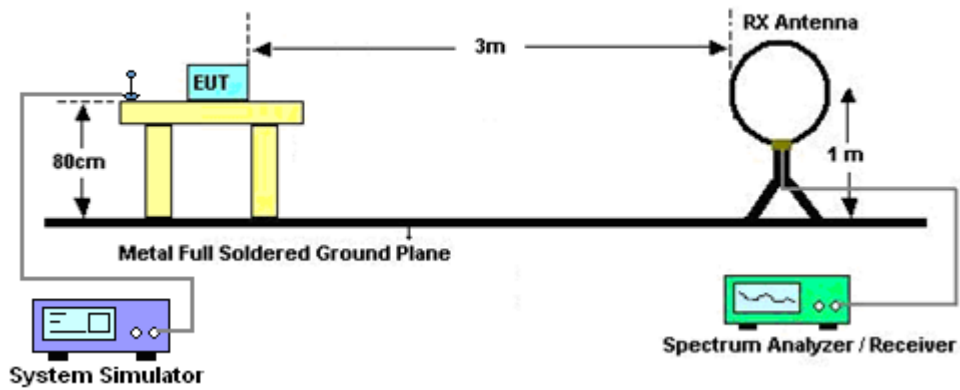 RX Antenna
3m
EUT
80cm
1 m
Metal Full Soldered Ground Plane
System Simulator
Spectrum Analyzer / Receiver